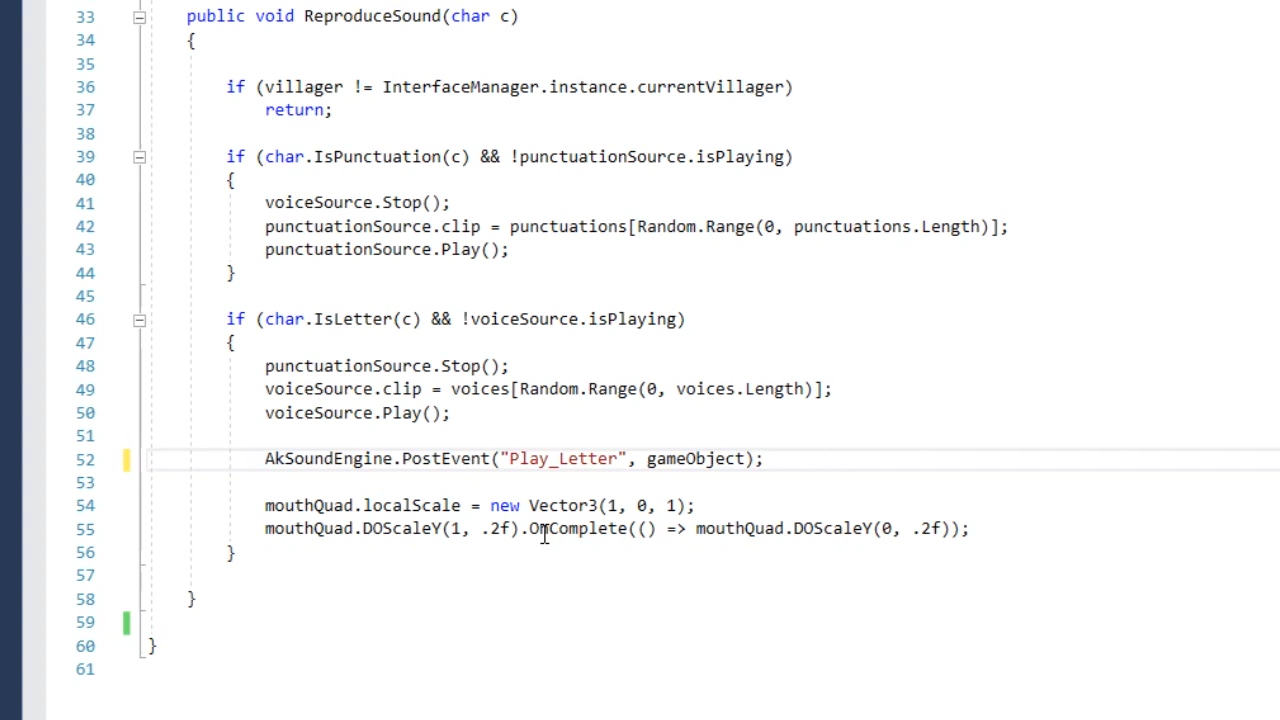 33 public void ReproduceSound(char c)
34 {
35
36 if (villager != InterfaceManager.instance.currentVillager)
37 return;
38
39 if (char.IsPunctuation(c) && !punctuationSource.isPlaying)
40 {
41 voiceSource.Stop();
42 punctuationSource.clip = punctuations[Random.Range(0, punctuations.Length)];
43 punctuationSource.Play();
44 }
45
46 if (char.IsLetter(c) && !voiceSource.isPlaying)
47 {
48 punctuationSource.Stop();
49 voiceSource.clip = voices[Random.Range(0, voices.Length)];
50 voiceSource.Play();
51
52 AkSoundEngine.PostEvent("Play_Letter", gameObject);
53
54 mouthQuad.localScale = new Vector3(1, 0, 1);
55 mouthQuad.DOScaleY(1, .2f).OnComplete(() => mouthQuad.DOScaleY(0, .2f));
56 }
57
58 }
59
60 }
61